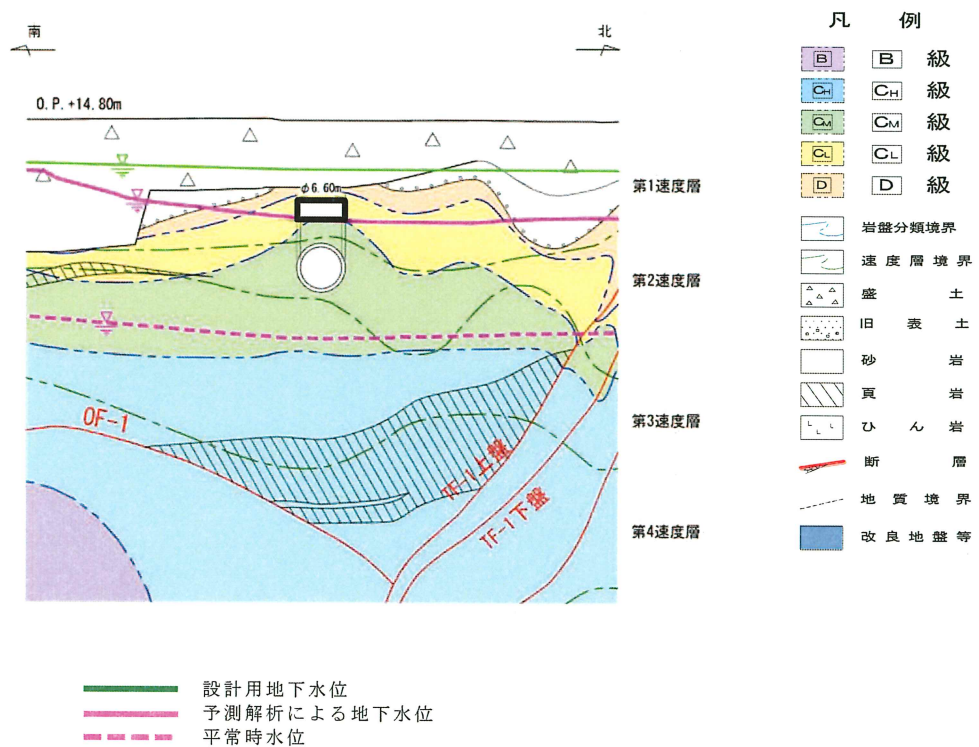 南
北
O.P.+14.80m
φ6.60m
第1速度層
第2速度層
第3速度層
第4速度層
OF-1
TF-1上盤
TF-1下盤
凡 例
B B 級
CH CH 級
CM CM 級
CL CL 級
D D 級
岩盤分類境界
速度層境界
盛土
旧表土
砂岩
頁岩
ひん岩
断層
地質境界
改良地盤等
設計用地下水位
予測解析による地下水位
平常時水位